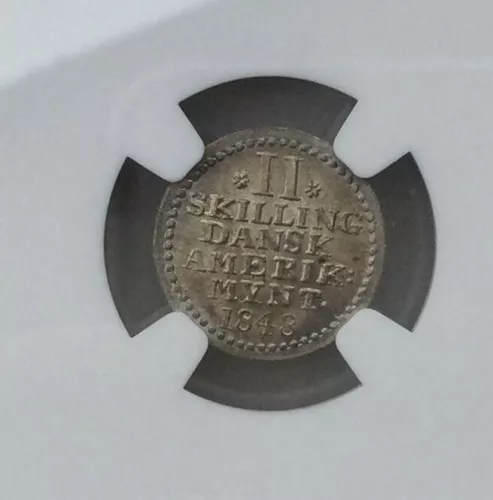 * II *
SKILLING
DANSK
AMERIK:
MYNT.
1848